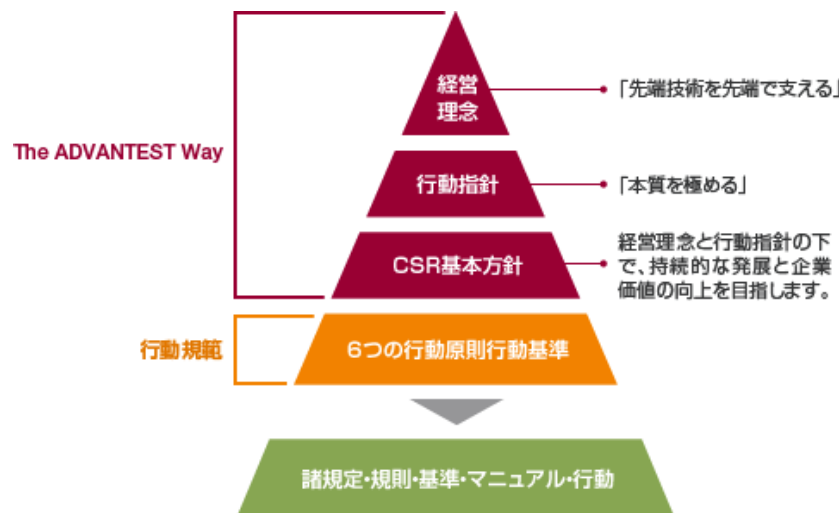 経営
理念
「先端技術を先端で支える」
The ADVANTEST Way
行動指針
「本質を極める」
CSR基本方針
経営理念と行動指針の下
で、持続的な発展と企業
価値の向上を目指します。
行動規範
6つの行動原則行動基準
諸規定・規則・基準・マニュアル・行動